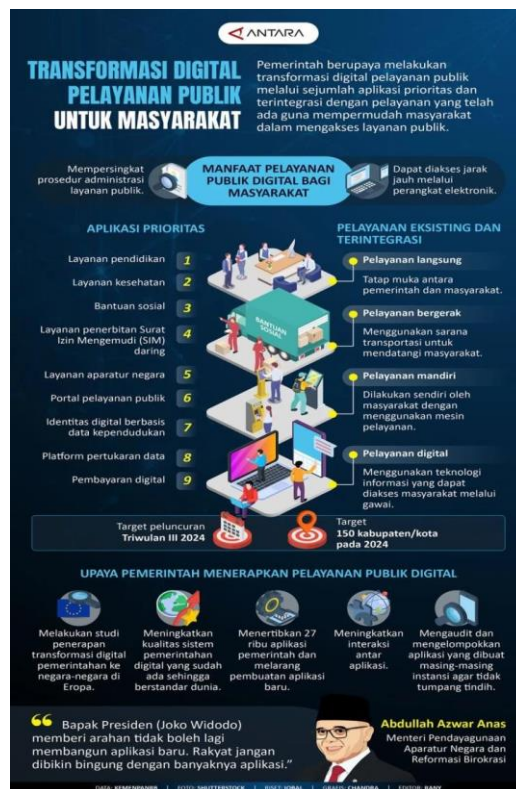 ANTARA
TRANSFORMASI DIGITAL
PELAYANAN PUBLIK
UNTUK MASYARAKAT
Pemerintah berupaya melakukan
transformasi digital pelayanan publik
melalui sejumlah aplikasi prioritas dan
terintegrasi dengan pelayanan yang telah
ada guna mempermudah masyarakat
dalam mengakses layanan publik.
Mempersingkat
prosedur administrasi
layanan publik.
MANFAAT PELAYANAN
PUBLIK DIGITAL BAGI
MASYARAKAT
Dapat diakses jarak
jauh melalui
perangkat elektronik.
APLIKASI PRIORITAS
Layanan pendidikan 1
Layanan kesehatan 2
Bantuan sosial 3
Layanan penerbitan Surat
Izin Mengemudi (SIM)
daring
4
Layanan aparatur negara 5
Portal pelayanan publik 6
Identitas digital berbasis
data kependudukan
7
Platform pertukaran data 8
Pembayaran digital 9
BANTUAN
SOSIAL
PELAYANAN EKSISTING DAN
TERINTEGRASI
Pelayanan langsung
Tatap muka antara
pemerintah dan masyarakat.
Pelayanan bergerak
Menggunakan sarana
transportasi untuk
mendatangi masyarakat.
Pelayanan mandiri
Dilakukan sendiri oleh
masyarakat dengan
menggunakan mesin
pelayanan.
Pelayanan digital
Menggunakan teknologi
informasi yang dapat
diakses masyarakat melalui
gawai.
Target peluncuran
Triwulan III 2024
Target
150 kabupaten/kota
pada 2024
UPAYA PEMERINTAH MENERAPKAN PELAYANAN PUBLIK DIGITAL
Melakukan studi
penerapan
transformasi digital
pemerintahan ke
negara-negara di
Eropa.
Meningkatkan
kualitas sistem
pemerintahan
digital yang sudah
ada sehingga
berstandar dunia.
Menertibkan 27
ribu aplikasi
pemerintah dan
melarang
pembuatan aplikasi
baru.
Meningkatkan
interaksi
antar
aplikasi.
Mengaudit dan
mengelompokkan
aplikasi yang dibuat
masing-masing
instansi agar tidak
tumpang tindih.
“ Bapak Presiden (Joko Widodo)
memberi arahan tidak boleh lagi
membangun aplikasi baru. Rakyat jangan
dibikin bingung dengan banyaknya aplikasi.”
Abdullah Azwar Anas
Menteri Pendayagunaan
Aparatur Negara dan
Reformasi Birokrasi
DATA: KEMENPANRB | FOTO: SHUTTERSTOCK | RISET: IQBAL | GRAFIS: CHANDRA | EDITOR: RANY